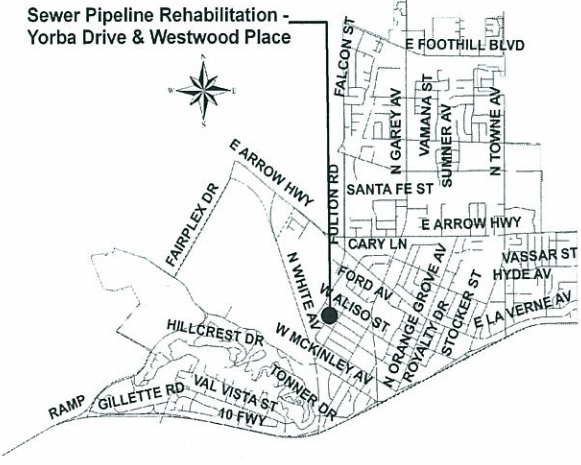 Sewer Pipeline Rehabilitation -
Yorba Drive & Westwood Place
E FOOTHILL BLVD
FALCON ST
N GAREY AV
VAMANA ST
SUMNER AV
N TOWNE AV
N
W
E
S
E ARROW HWY
FULTON RD
SANTA FE ST
FAIRPLEX DR
E ARROW HWY
CARY LN
VASSAR ST
HYDE AV
N WHITE AV
FORD AV
W ALISO ST
N ORANGE GROVE AV
ROYALTY DR
STOCKER ST
E LA VERNE AV
HILLCREST DR
W MCKINLEY AV
TONNER DR
VAL VISTA ST
GILLETTE RD
RAMP
10 FWY